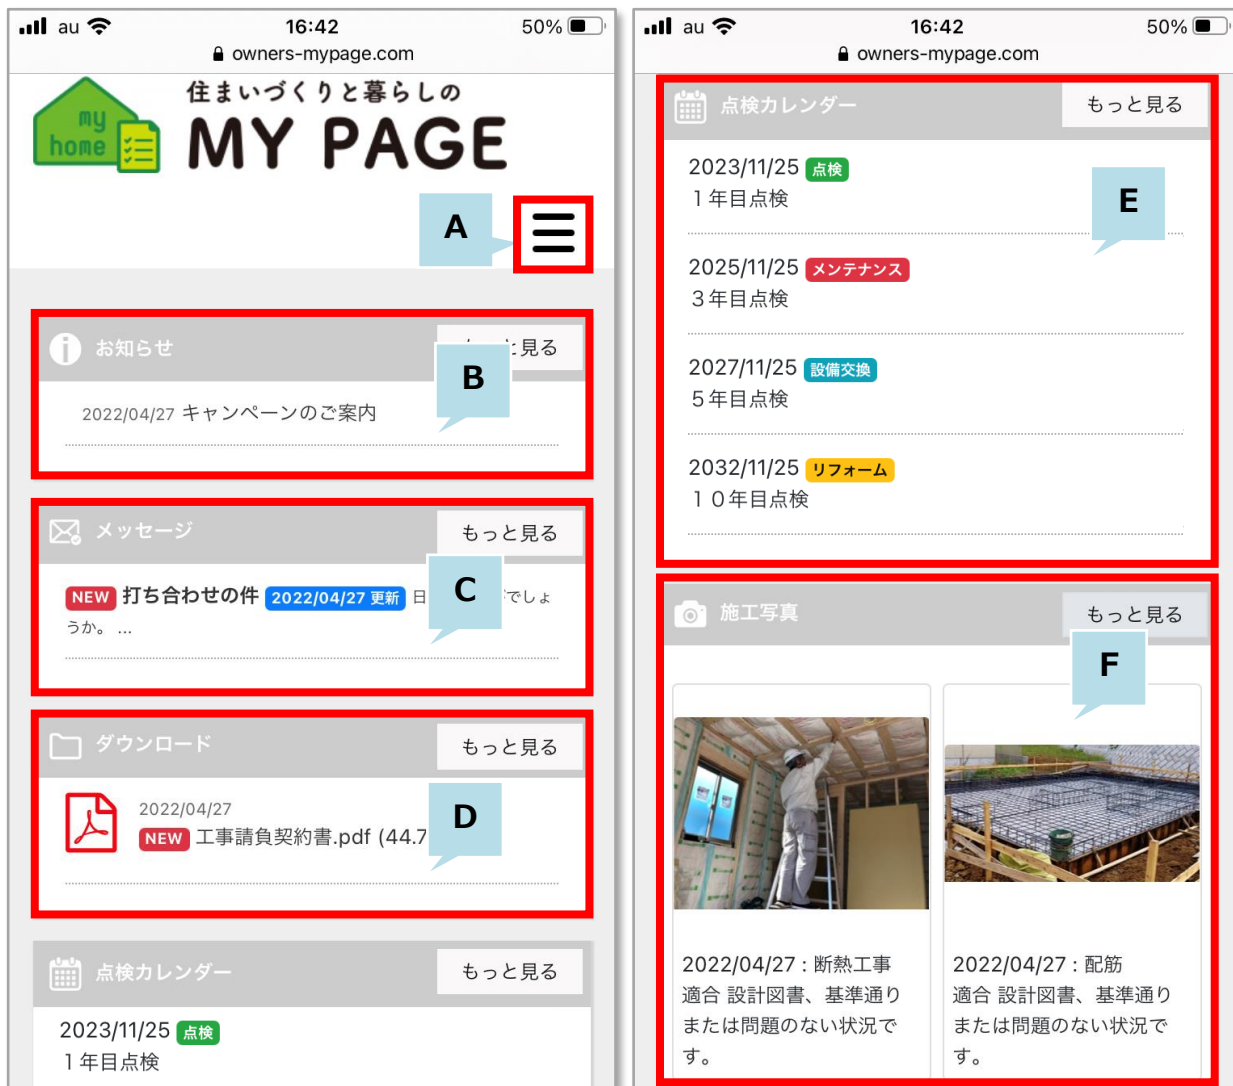 au 16:42 50%
owners-mypage.com
my
home
住まいづくりと暮らしの
MY PAGE
A
お知らせ
と見る
B
2022/04/27 キャンペーンのご案内
メッセージ もっと見る
NEW 打ち合わせの件 2022/04/27 更新 日 でしょ
うか。 ...
C
ダウンロード もっと見る
2022/04/27
NEW 工事請負契約書.pdf (44.7
D
点検カレンダー もっと見る
2023/11/25 点検
1年目点検
au 16:42 50%
owners-mypage.com
点検カレンダー もっと見る
2023/11/25 点検
1年目点検
E
2025/11/25 メンテナンス
3年目点検
2027/11/25 設備交換
5年目点検
2032/11/25 リフォーム
10年目点検
施工写真 もっと見る
F
2022/04/27 : 断熱工事
適合 設計図書、基準通り
または問題のない状況で
す。
2022/04/27 : 配筋
適合 設計図書、基準通り
または問題のない状況で
す。